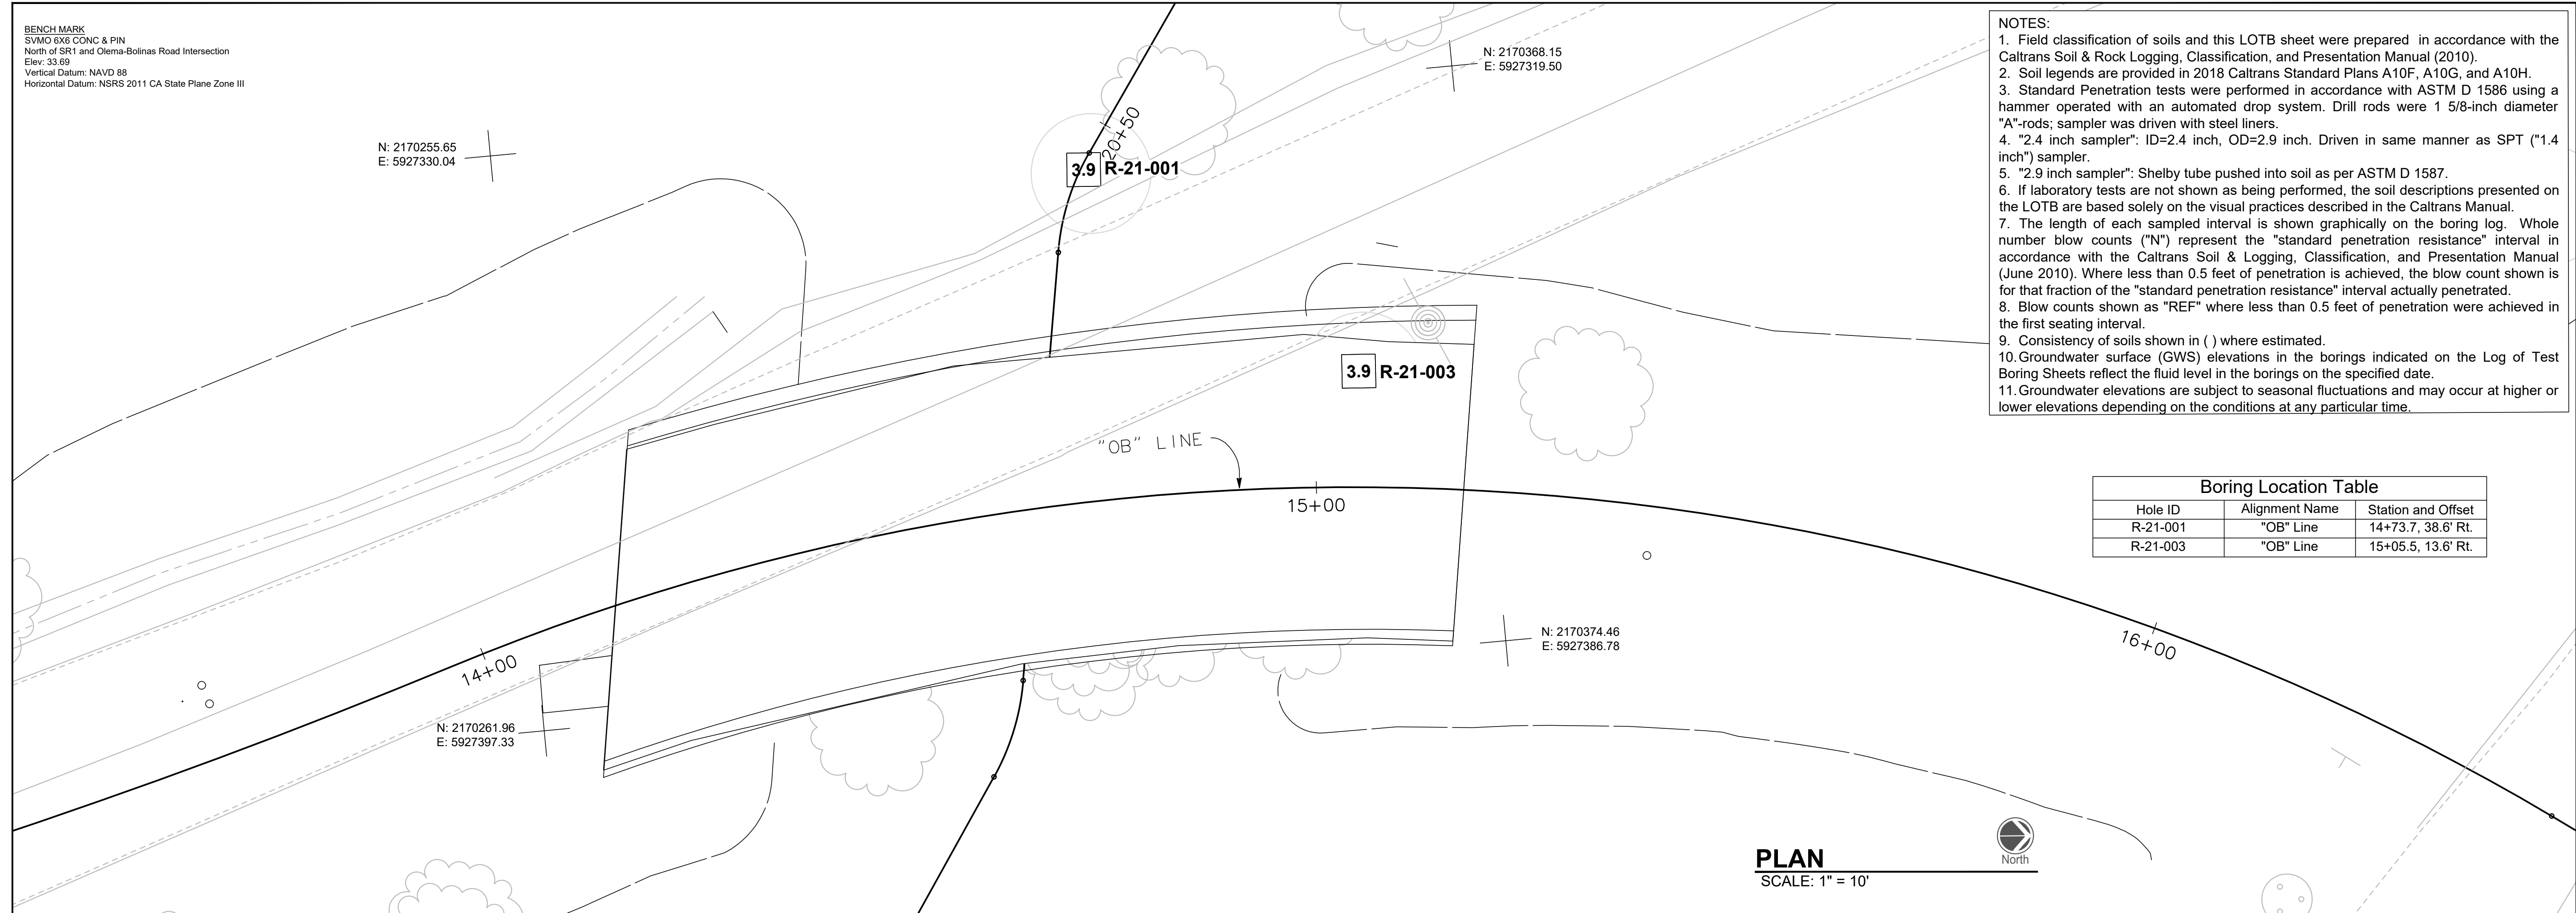 BENCH MARK
SVMO 6X6 CONC & PIN
North of SR1 and Olema-Bolinas Road Intersection
Elev: 33.69
Vertical Datum: NAVD 88
Horizontal Datum: NSRS 2011 CA State Plane Zone III
N: 2170255.65
E: 5927330.04
20+50
3.9 R-21-001
N: 2170368.15
E: 5927319.50
3.9 R-21-003
"OB" LINE
15+00
14+00
16+00
N: 2170261.96
E: 5927397.33
N: 2170374.46
E: 5927386.78
NOTES:
1. Field classification of soils and this LOTB sheet were prepared in accordance with the
Caltrans Soil & Rock Logging, Classification, and Presentation Manual (2010).
2. Soil legends are provided in 2018 Caltrans Standard Plans A10F, A10G, and A10H.
3. Standard Penetration tests were performed in accordance with ASTM D 1586 using a
hammer operated with an automated drop system. Drill rods were 1 5/8-inch diameter
"A"-rods; sampler was driven with steel liners.
4. "2.4 inch sampler": ID=2.4 inch, OD=2.9 inch. Driven in same manner as SPT ("1.4
inch") sampler.
5. "2.9 inch sampler": Shelby tube pushed into soil as per ASTM D 1587.
6. If laboratory tests are not shown as being performed, the soil descriptions presented on
the LOTB are based solely on the visual practices described in the Caltrans Manual.
7. The length of each sampled interval is shown graphically on the boring log. Whole
number blow counts ("N") represent the "standard penetration resistance" interval in
accordance with the Caltrans Soil & Logging, Classification, and Presentation Manual
(June 2010). Where less than 0.5 feet of penetration is achieved, the blow count shown is
for that fraction of the "standard penetration resistance" interval actually penetrated.
8. Blow counts shown as "REF" where less than 0.5 feet of penetration were achieved in
the first seating interval.
9. Consistency of soils shown in ( ) where estimated.
10. Groundwater surface (GWS) elevations in the borings indicated on the Log of Test
Boring Sheets reflect the fluid level in the borings on the specified date.
11. Groundwater elevations are subject to seasonal fluctuations and may occur at higher or
lower elevations depending on the conditions at any particular time.
Boring Location Table
Hole ID Alignment Name Station and Offset
R-21-001 "OB" Line 14+73.7, 38.6' Rt.
R-21-003 "OB" Line 15+05.5, 13.6' Rt.
PLAN
SCALE: 1" = 10'
North